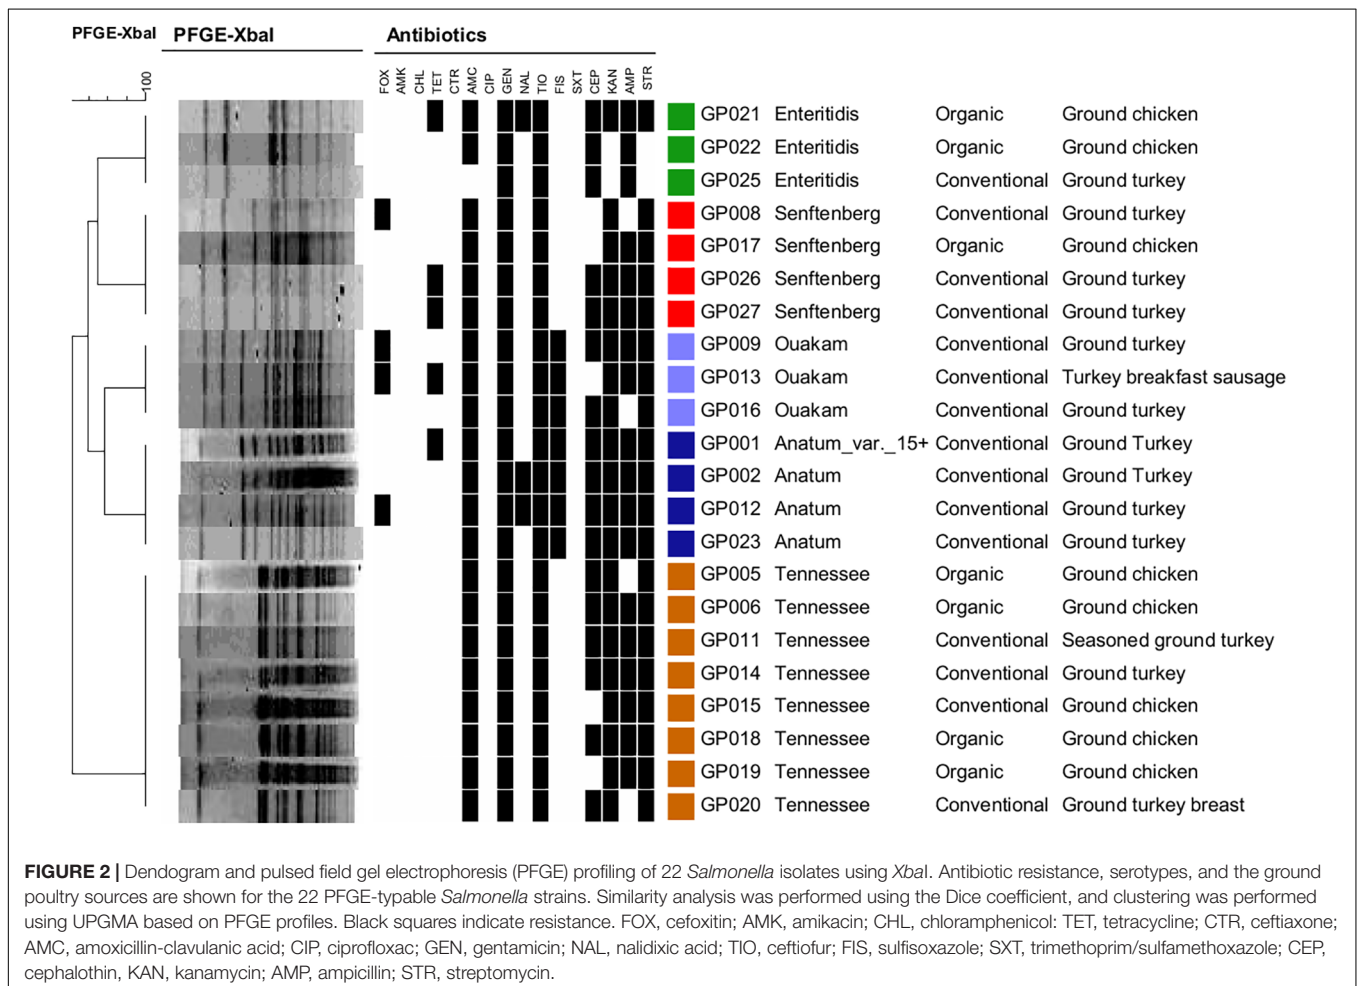 PFGE-XbaI PFGE-XbaI Antibiotics
100
FOX AMK CHL TET CTR AMC CIP GEN NAL TIO FIS SXT CEP KAN AMP STR
GP021 Enteritidis Organic Ground chicken
GP022 Enteritidis Organic Ground chicken
GP025 Enteritidis Conventional Ground turkey
GP008 Senftenberg Conventional Ground turkey
GP017 Senftenberg Organic Ground chicken
GP026 Senftenberg Conventional Ground turkey
GP027 Senftenberg Conventional Ground turkey
GP009 Ouakam Conventional Ground turkey
GP013 Ouakam Conventional Turkey breakfast sausage
GP016 Ouakam Conventional Ground turkey
GP001 Anatum_var._15+ Conventional Ground Turkey
GP002 Anatum Conventional Ground Turkey
GP012 Anatum Conventional Ground turkey
GP023 Anatum Conventional Ground turkey
GP005 Tennessee Organic Ground chicken
GP006 Tennessee Organic Ground chicken
GP011 Tennessee Conventional Seasoned ground turkey
GP014 Tennessee Conventional Ground turkey
GP015 Tennessee Conventional Ground chicken
GP018 Tennessee Organic Ground chicken
GP019 Tennessee Organic Ground chicken
GP020 Tennessee Conventional Ground turkey breast
FIGURE 2 | Dendogram and pulsed field gel electrophoresis (PFGE) profiling of 22 Salmonella isolates using XbaI. Antibiotic resistance, serotypes, and the ground
poultry sources are shown for the 22 PFGE-typable Salmonella strains. Similarity analysis was performed using the Dice coefficient, and clustering was performed
using UPGMA based on PFGE profiles. Black squares indicate resistance. FOX, cefoxitin; AMK, amikacin; CHL, chloramphenicol: TET, tetracycline; CTR, ceftiaxone;
AMC, amoxicillin-clavulanic acid; CIP, ciprofloxac; GEN, gentamicin; NAL, nalidixic acid; TIO, ceftiofur; FIS, sulfisoxazole; SXT, trimethoprim/sulfamethoxazole; CEP,
cephalothin, KAN, kanamycin; AMP, ampicillin; STR, streptomycin.